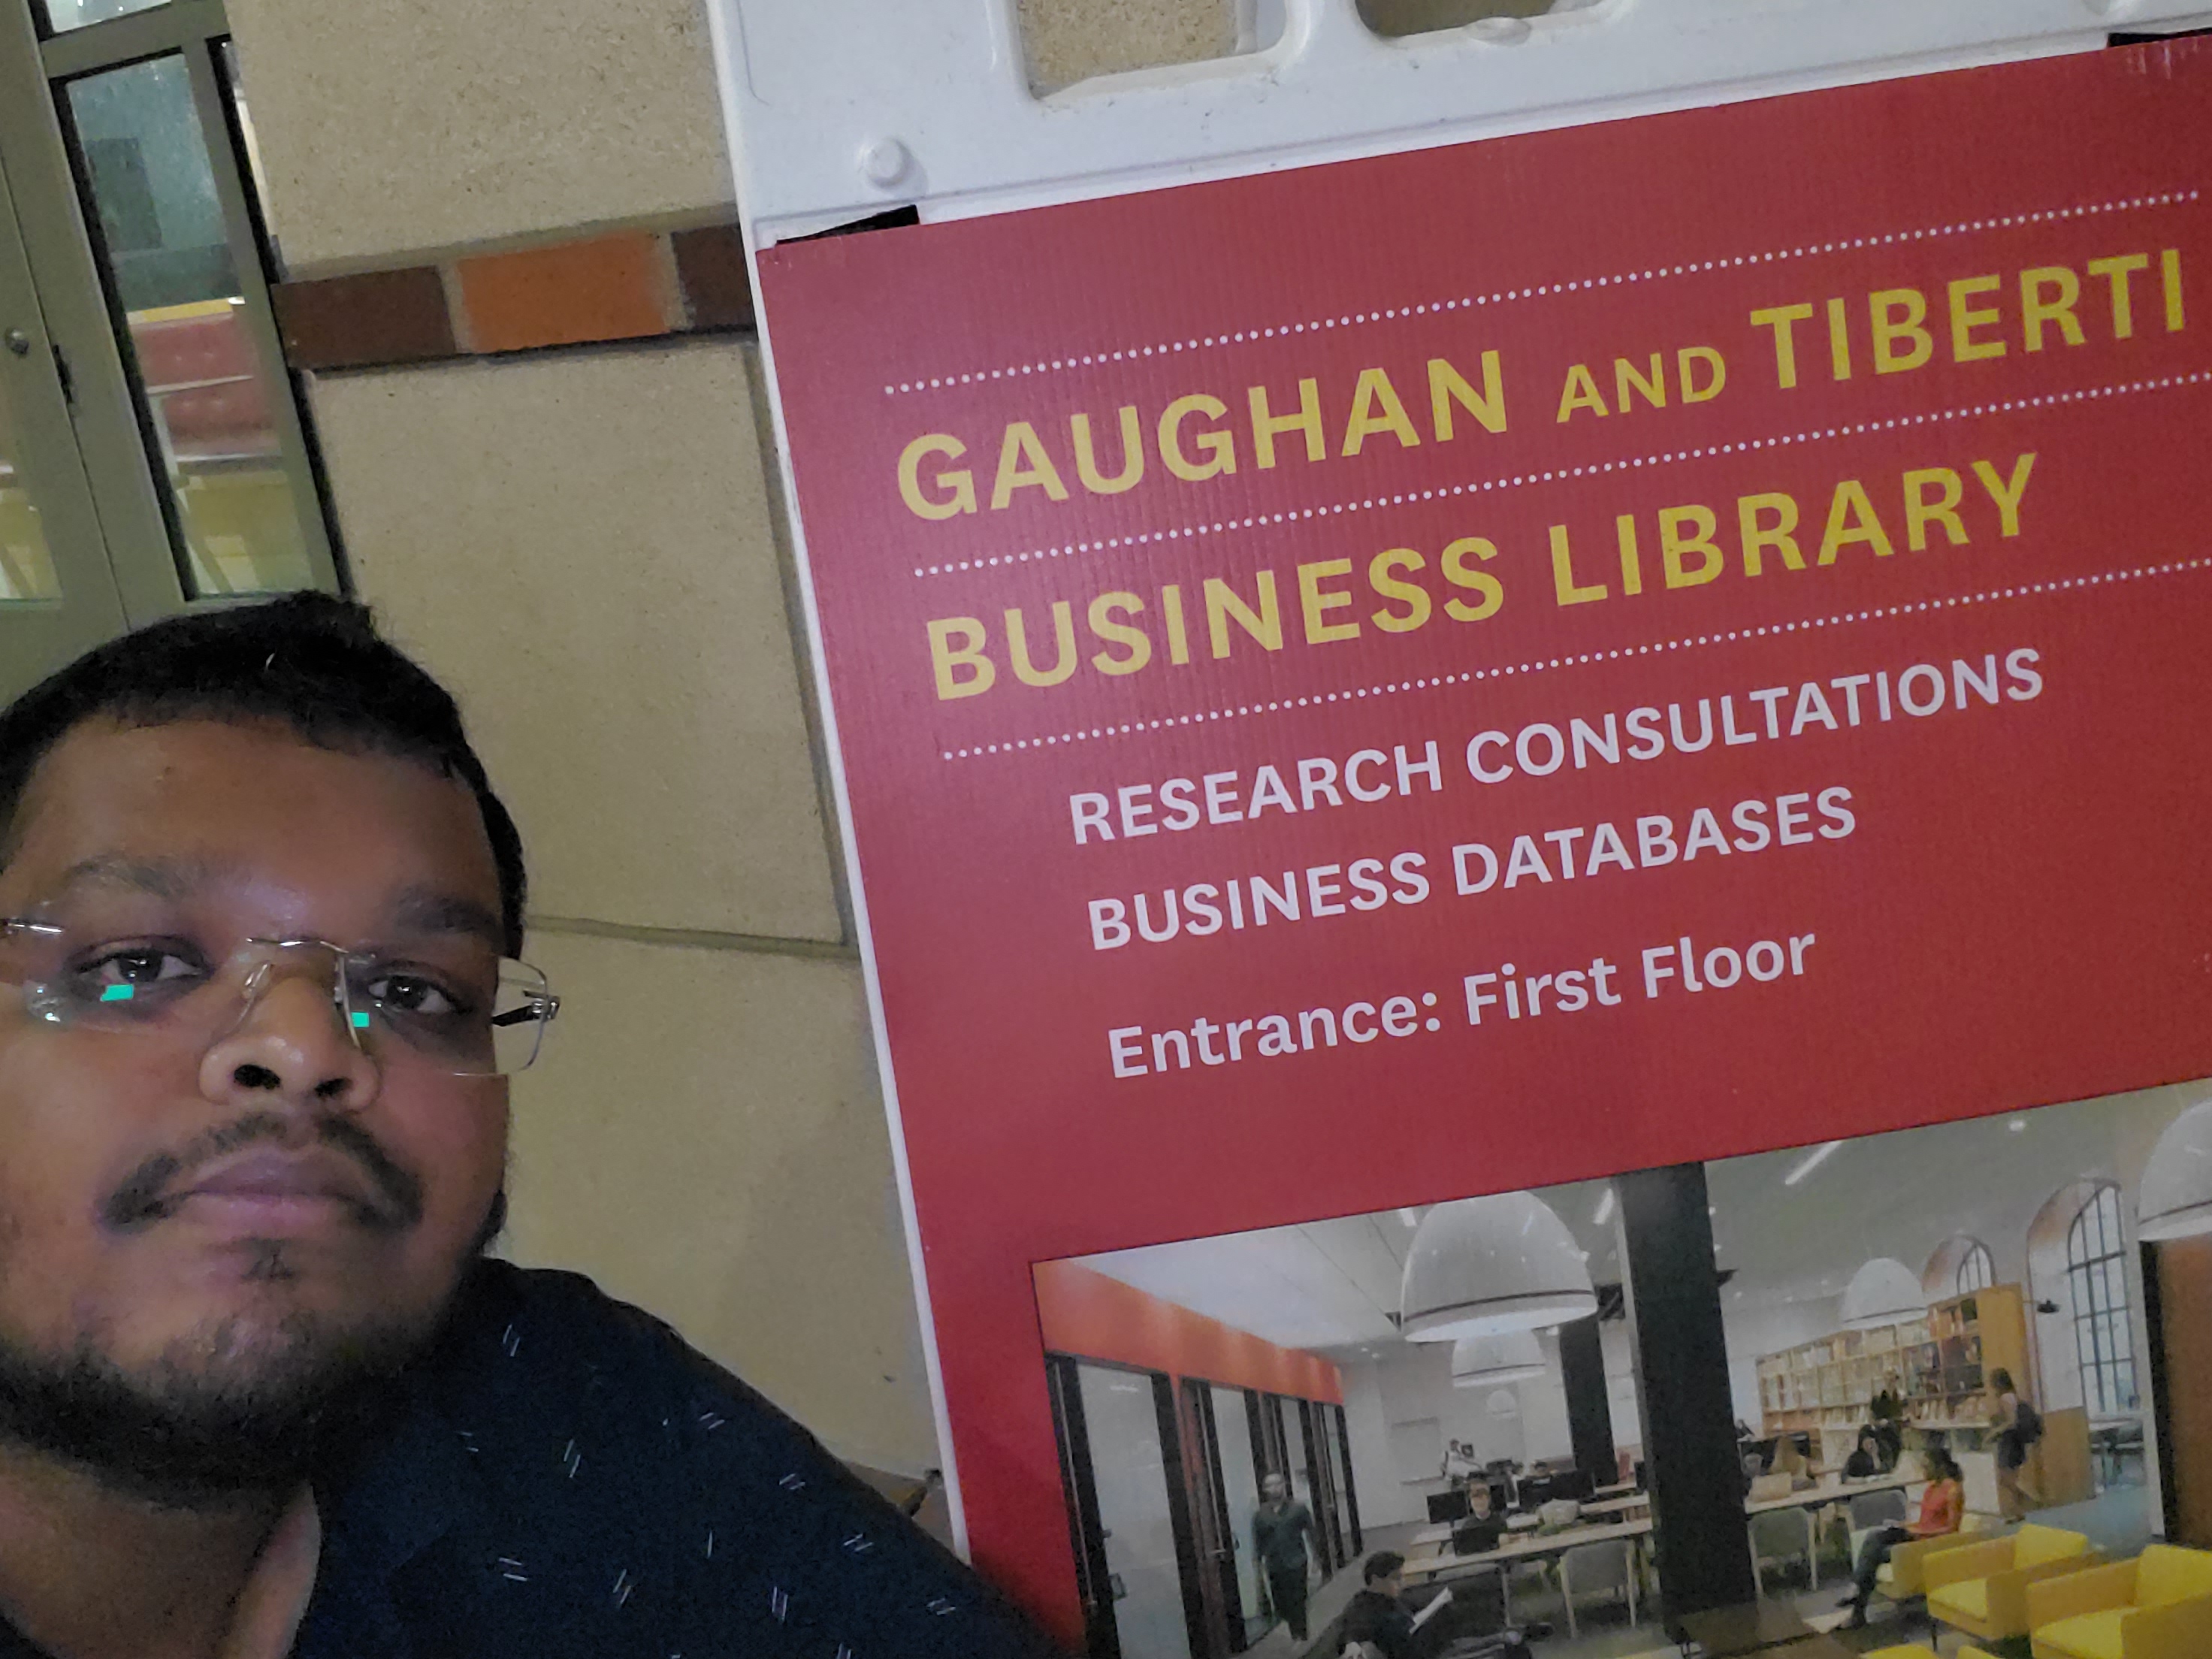 GAUGHAN AND TIBERTI
BUSINESS LIBRARY
RESEARCH CONSULTATIONS
BUSINESS DATABASES
Entrance: First Floor